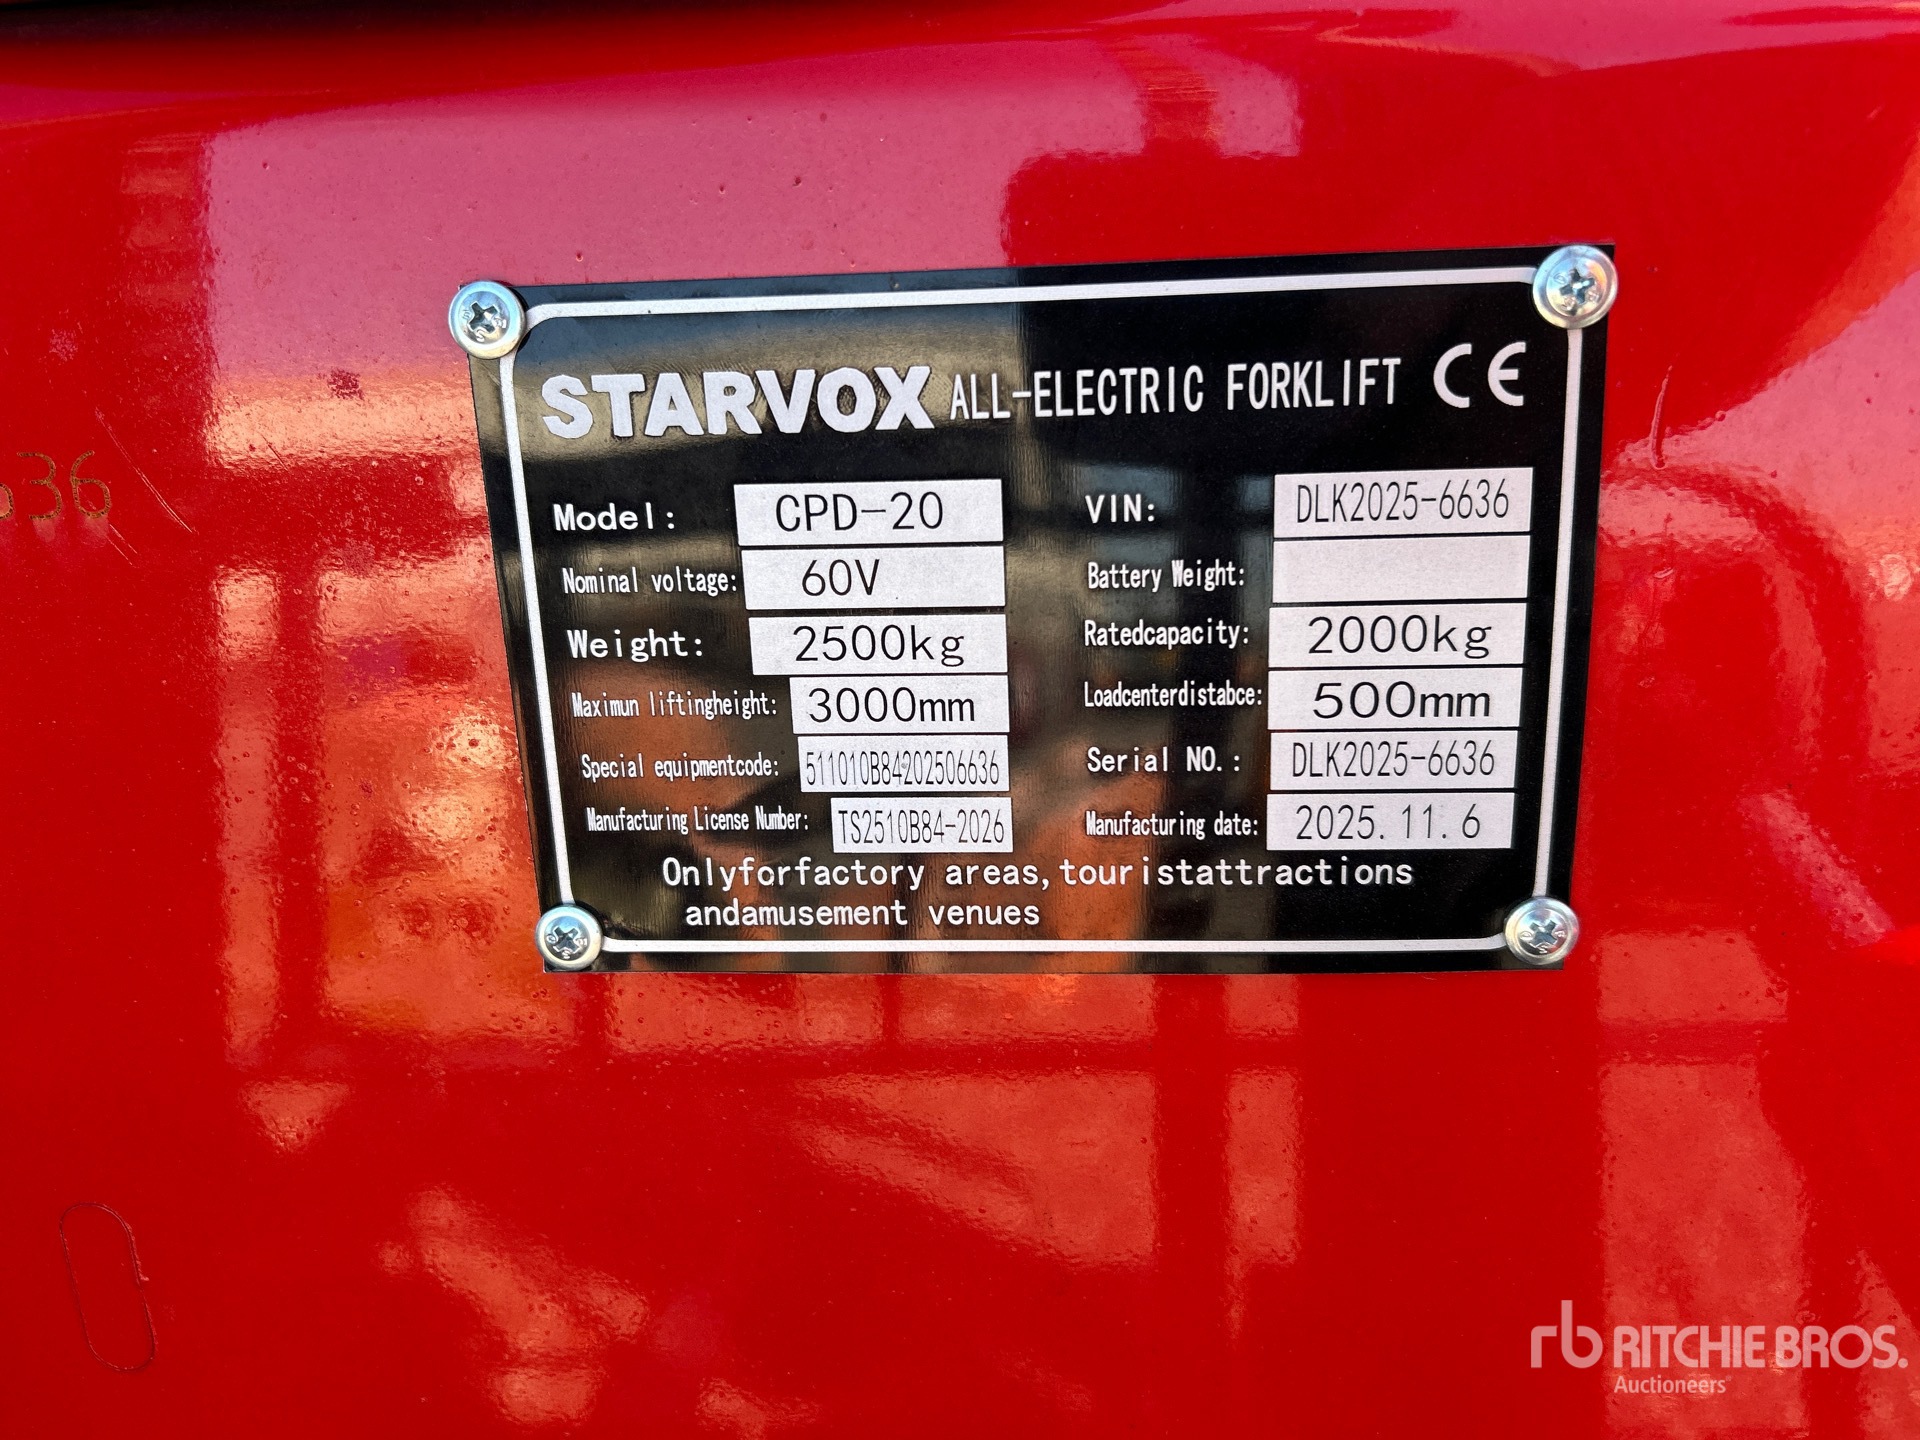 STARVOX ALL-ELECTRIC FORKLIFT CE
Model: CPD-20 VIN: DLK2025-6636
Nominal voltage: 60V Battery Weight:
Weight: 2500kg Ratedcapacity: 2000kg
Maximun liftingheight: 3000mm Loadcenterdistabce: 500mm
Special equipmentcode: 511010B84202506636 Serial NO.: DLK2025-6636
Manufacturing License Number: TS2510B84-2026 Manufacturing date: 2025.11.6
Onlyforfactory areas,touristattractions
andamusement venues
636
rb RITCHIE BROS.
Auctioneers